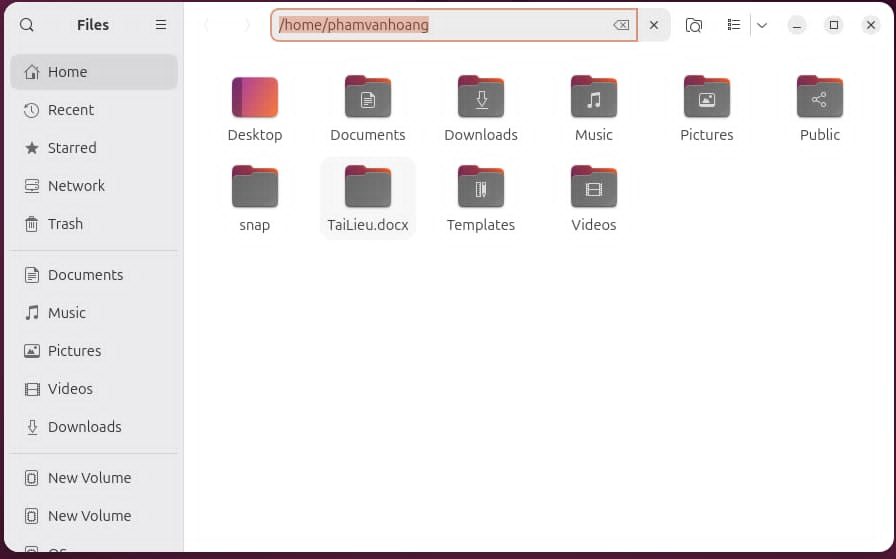 Files
/home/phamvanhoang
Home
Recent
Starred
Network
Trash
Documents
Music
Pictures
Videos
Downloads
New Volume
New Volume
Desktop Documents Downloads Music Pictures Public
snap TaiLieu.docx Templates Videos